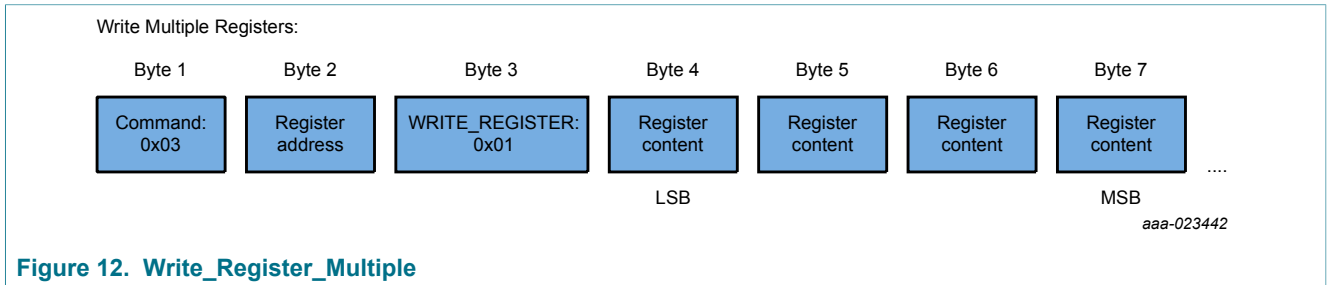 Write Multiple Registers:
Byte 1 Byte 2 Byte 3 Byte 4 Byte 5 Byte 6 Byte 7
Command: Register WRITE_REGISTER: Register Register Register Register
0x03 address 0x01 content content content content
....
LSB MSB
aaa-023442
Figure 12. Write_Register_Multiple